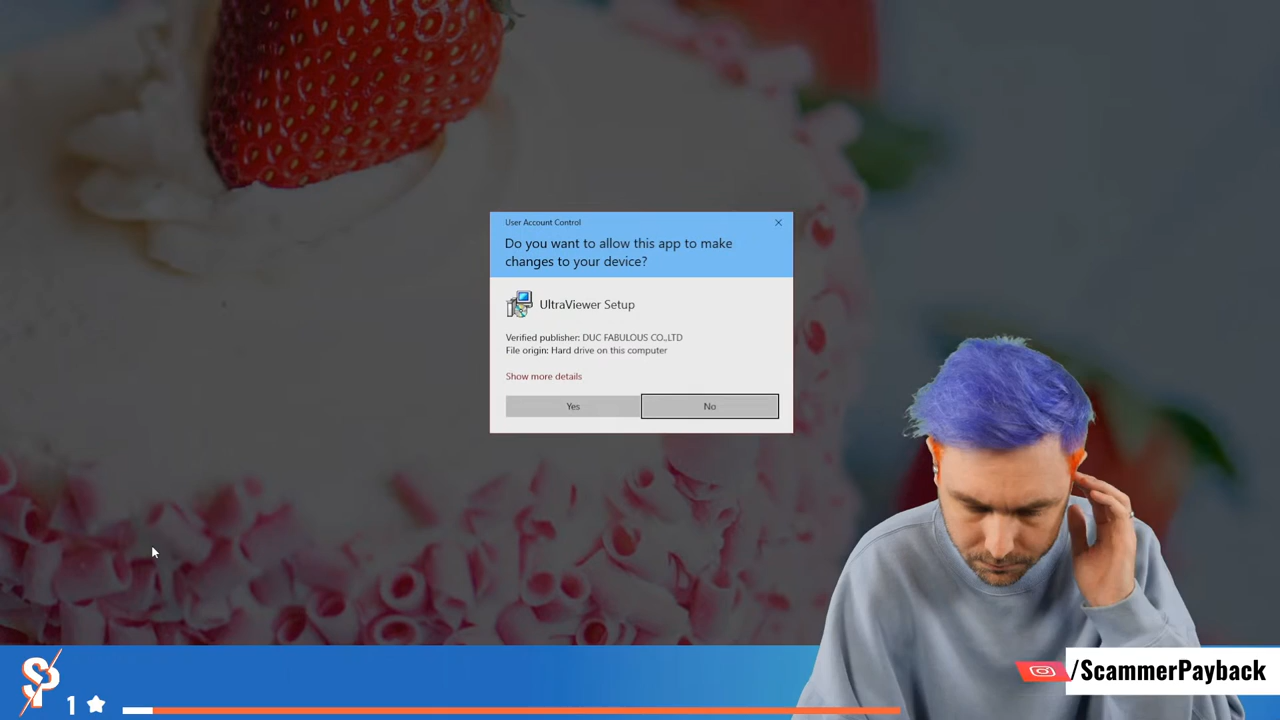 User Account Control
Do you want to allow this app to make
changes to your device?
UltraViewer Setup
Verified publisher: DUC FABULOUS CO.,LTD
File origin: Hard drive on this computer
Show more details
Yes
No
SP
1
/ScammerPayback